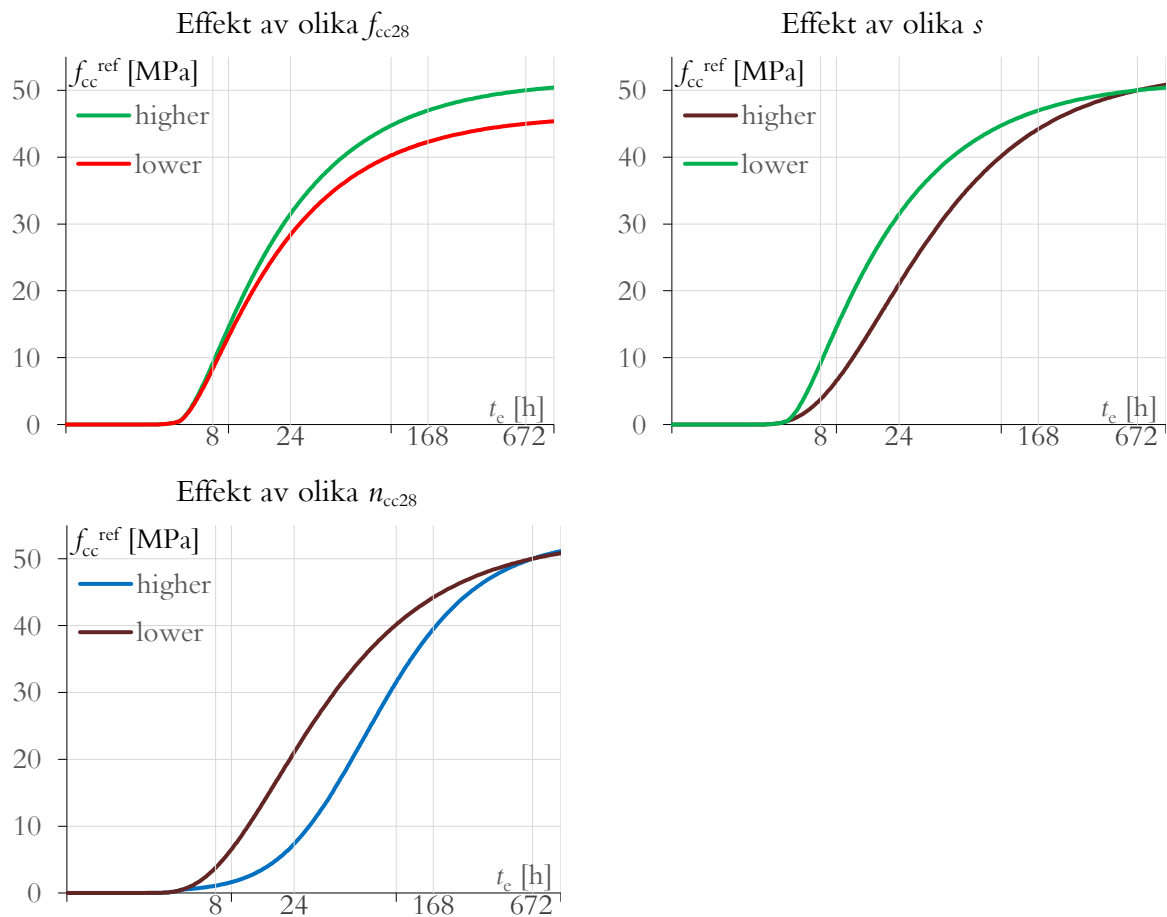 Effekt av olika fcc28
fccref [MPa]
50
higher
40
lower
30
20
10
te [h]
0
8 24 168 672
Effekt av olika s
fccref [MPa]
50
higher
40
lower
30
20
10
te [h]
0
8 24 168 672
Effekt av olika ncc28
fccref [MPa]
50
higher
40
lower
30
20
10
te [h]
0
8 24 168 672